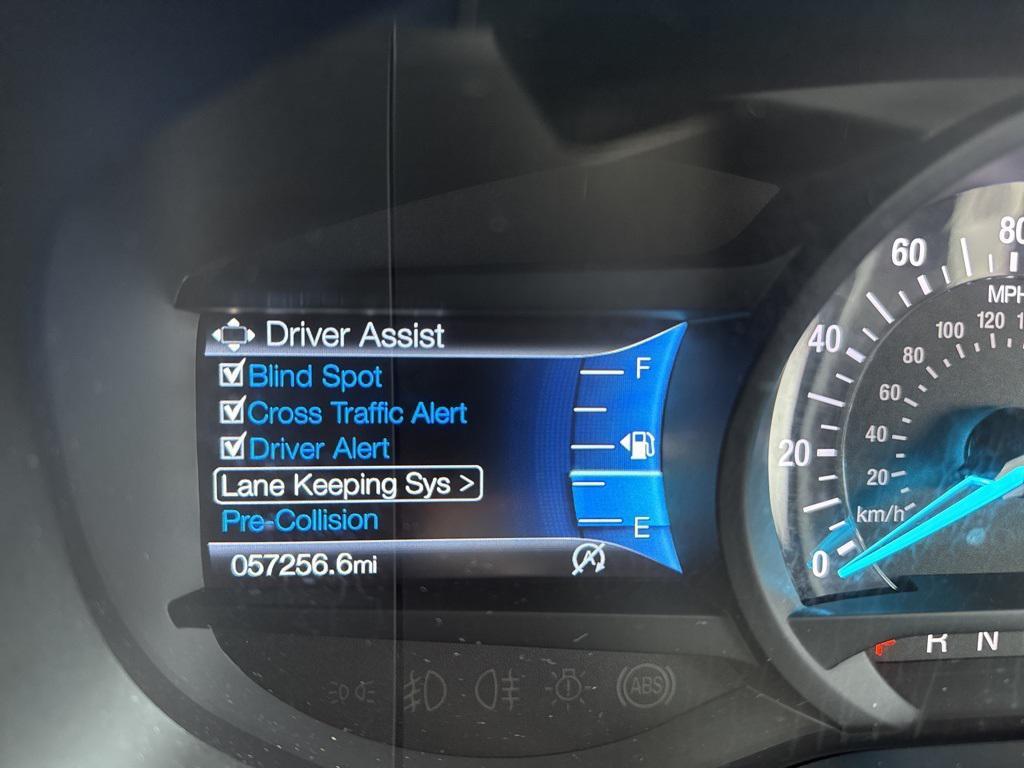 Driver Assist
Blind Spot
Cross Traffic Alert
Driver Alert
Lane Keeping Sys >
Pre-Collision
057256.6mi
F
E
80
60
MPH
40
20
0
120
100
80
60
40
20
km/h
R N
ABS